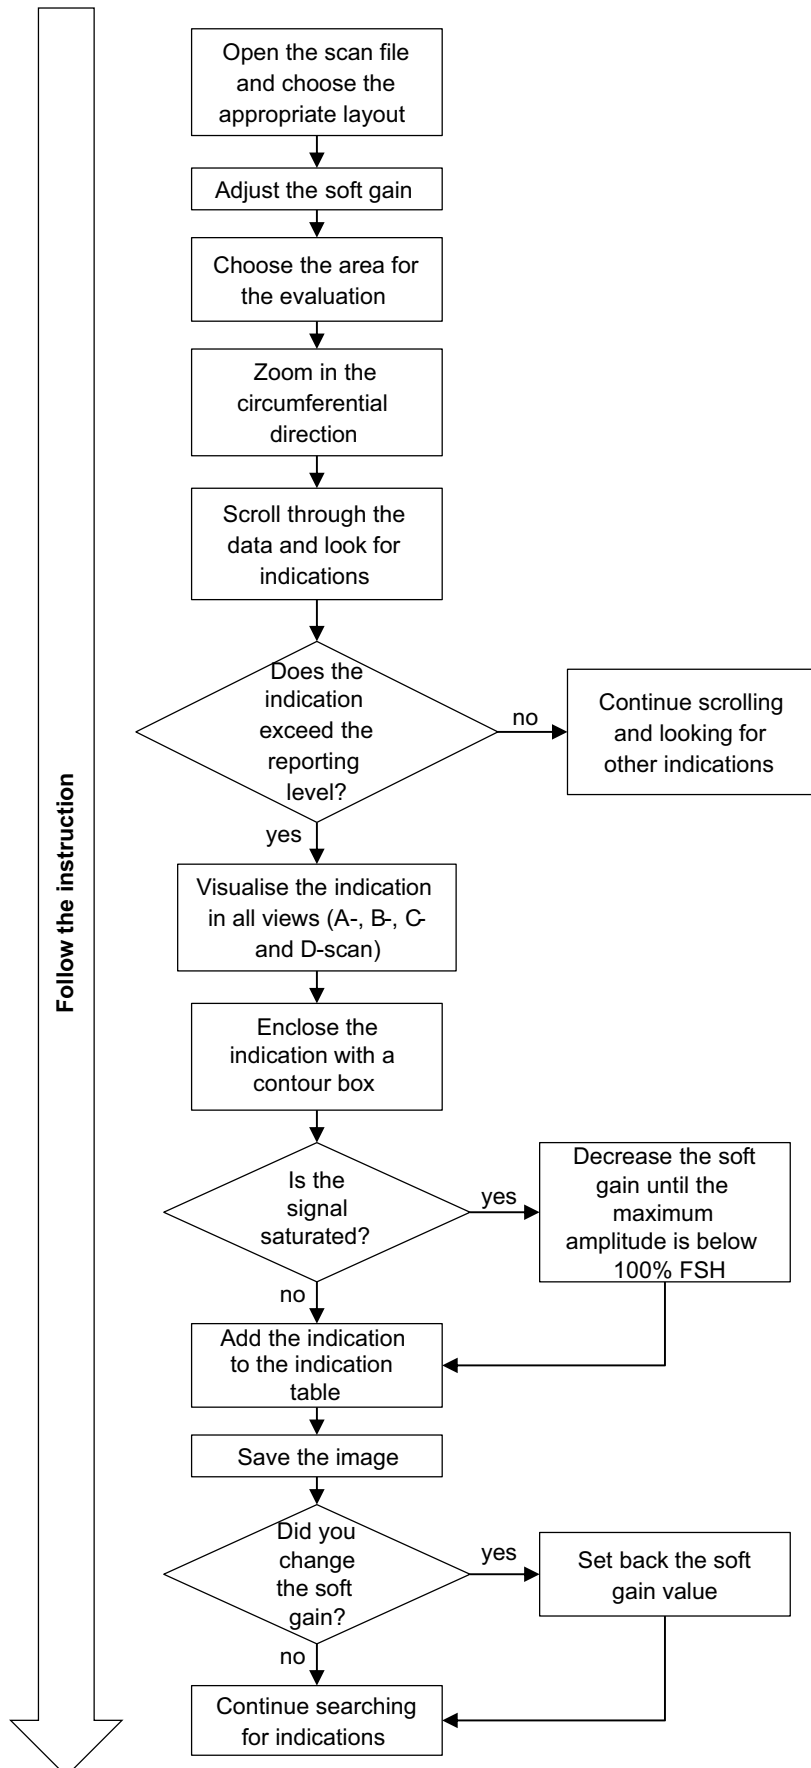 Open the scan file
and choose the
appropriate layout
Adjust the soft gain
Choose the area for
the evaluation
Zoom in the
circumferential
direction
Scroll through the
data and look for
indications
Does the
indication
exceed the
reporting
level?
no
Continue scrolling
and looking for
other indications
yes
Visualise the indication
in all views (A-, B-, C-
and D-scan)
Enclose the
indication with a
contour box
Is the
signal
saturated?
yes
Decrease the soft
gain until the
maximum
amplitude is below
100% FSH
no
Add the indication
to the indication
table
Save the image
Did you
change
the soft
gain?
yes
Set back the soft
gain value
no
Continue searching
for indications
Follow the instruction